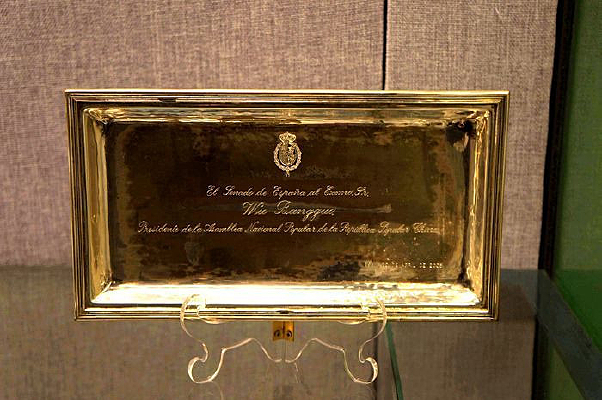 El Senado de España al Excmo. Sr.
Wu Bangguo,
Presidente de la Asamblea Nacional Popular de la República Popular China
DE